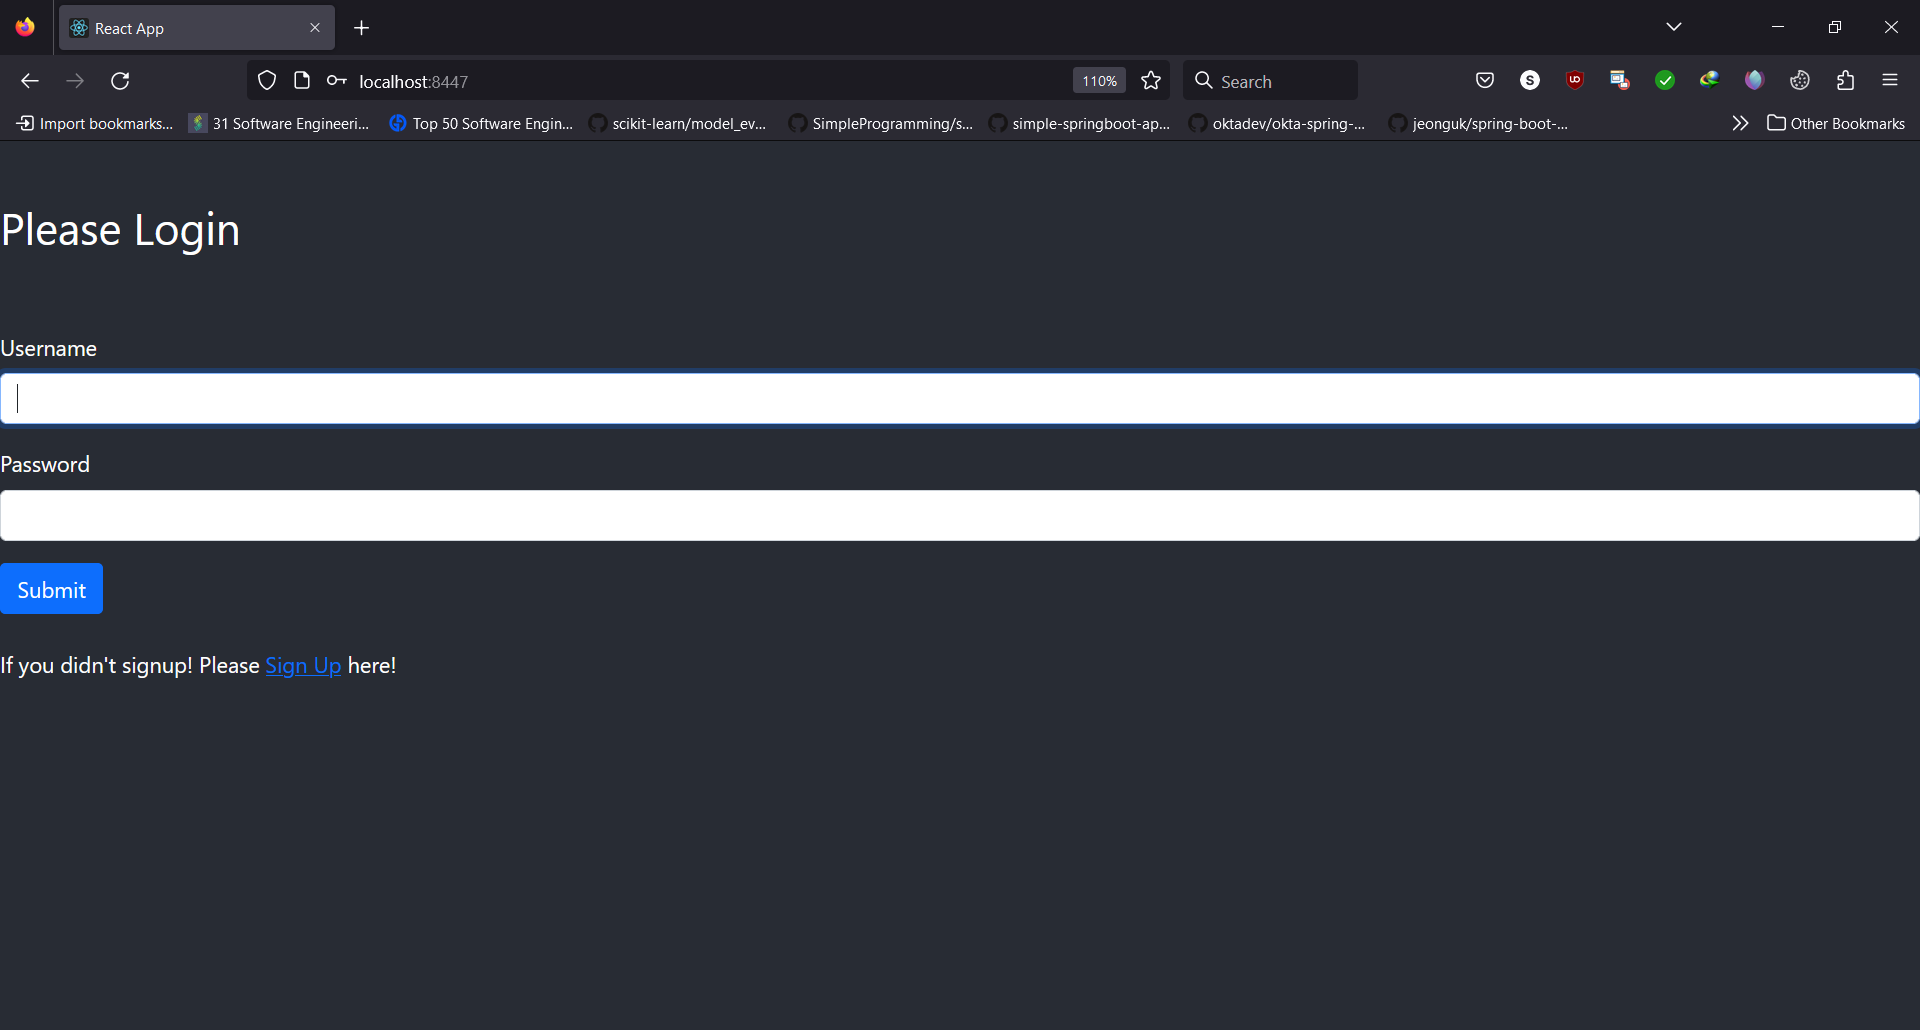 React App
localhost:8447
110%
Search
Import bookmarks...
31 Software Engineeri...
Top 50 Software Engin...
scikit-learn/model_ev...
SimpleProgramming/s...
simple-springboot-ap...
oktadev/okta-spring-...
jeonguk/spring-boot-...
Other Bookmarks
Please Login
Username
Password
Submit
If you didn't signup! Please Sign Up here!